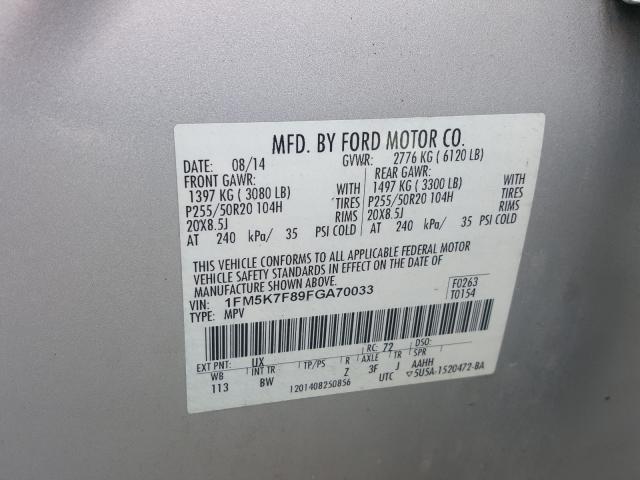 MFD. BY FORD MOTOR CO.
DATE: 08/14 GVWR: 2776 KG ( 6120 LB)
FRONT GAWR: REAR GAWR:
1397 KG ( 3080 LB) WITH 1497 KG ( 3300 LB) WITH
P255/50R20 104H TIRES P255/50R20 104H TIRES
20X8.5J RIMS 20X8.5J RIMS
AT 240 kPa/ 35 PSI COLD AT 240 kPa/ 35 PSI COLD
THIS VEHICLE CONFORMS TO ALL APPLICABLE FEDERAL MOTOR
VEHICLE SAFETY STANDARDS IN EFFECT ON THE DATE OF
MANUFACTURE SHOWN ABOVE.
VIN: 1FM5K7F89FGA70033 F0263
TYPE: MPV T0154
EXT PNT: UX RC: 72 DSO:
WB INT TR TP/PS R AXLE TR SPR
113 BW Z 3F J AAHH
1201408250856 UTC ▽5U5A-1520472-BA